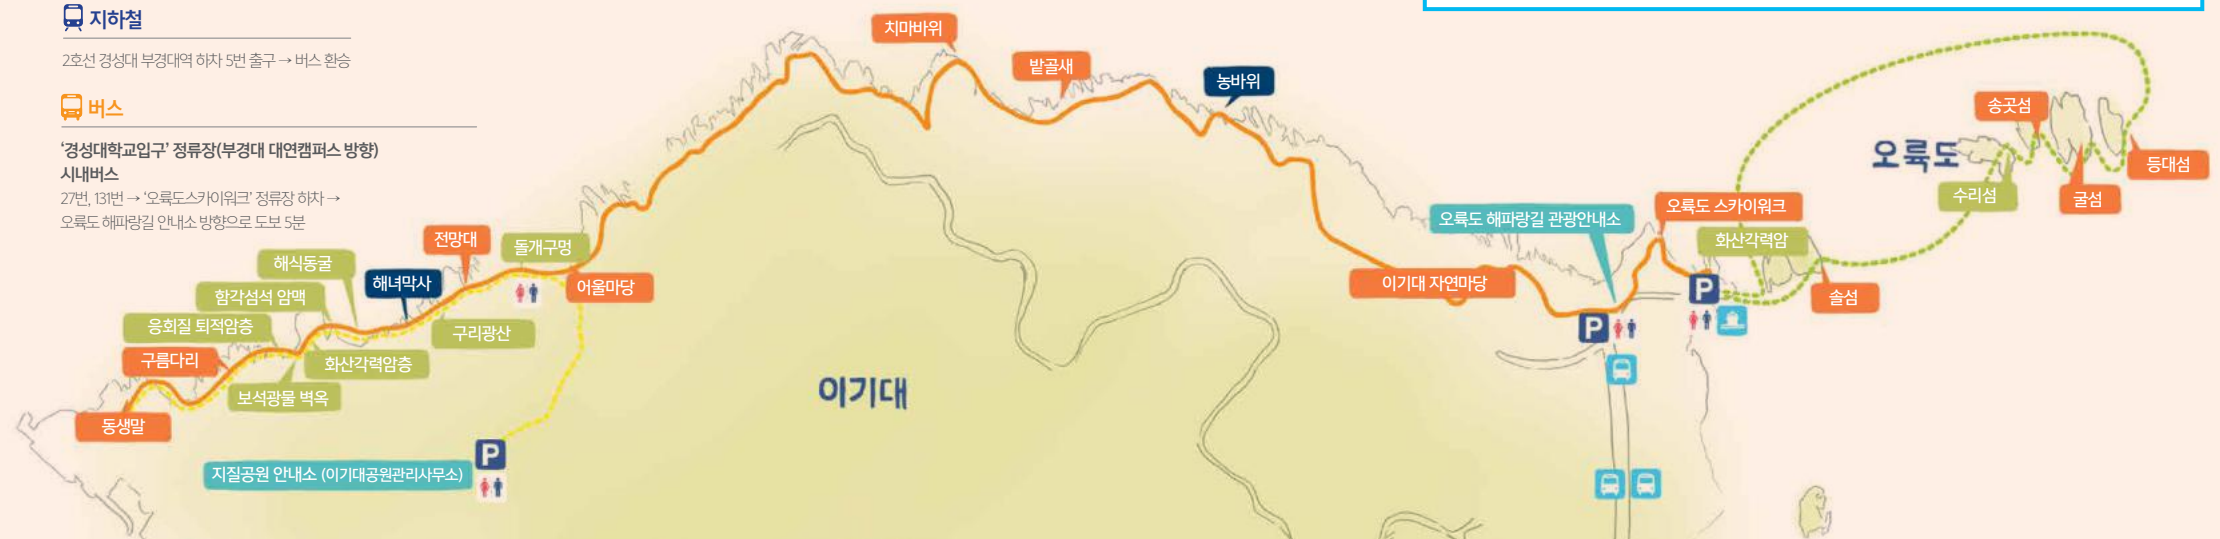 지하철
2호선 경성대 부경대역 하차 5번 출구 → 버스 환승
버스
‘경성대학교입구’ 정류장(부경대 대연캠퍼스 방향)
시내버스
27번, 131번 → ‘오륙도스카이워크’ 정류장 하차 →
오륙도 해파랑길 안내소 방향으로 도보 5분
치마바위
밭골새
농바위
송곳섬
오륙도
등대섬
수리섬
굴섬
오륙도 스카이워크
오륙도 해파랑길 관광안내소
화산각력암
전망대
돌개구멍
해식동굴
해녀막사
어울마당
이기대 자연마당
P
솔섬
함각섬석 암맥
응회질 퇴적암층
구리광산
P
구름다리
화산각력암층
보석광물 벽옥
이기대
동생말
P
지질공원 안내소 (이기대공원관리사무소)